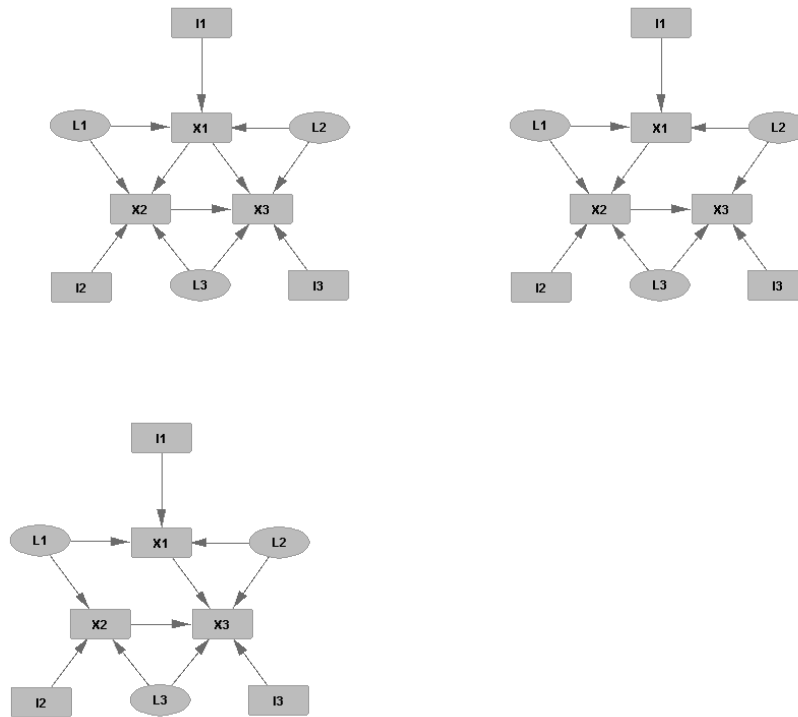 I1 I1
L1 X1 L2 L1 X1 L2
X2 X3 X2 X3
I2 L3 I3 I2 L3 I3
I1
L1 X1 L2
X2 X3
I2 L3 I3